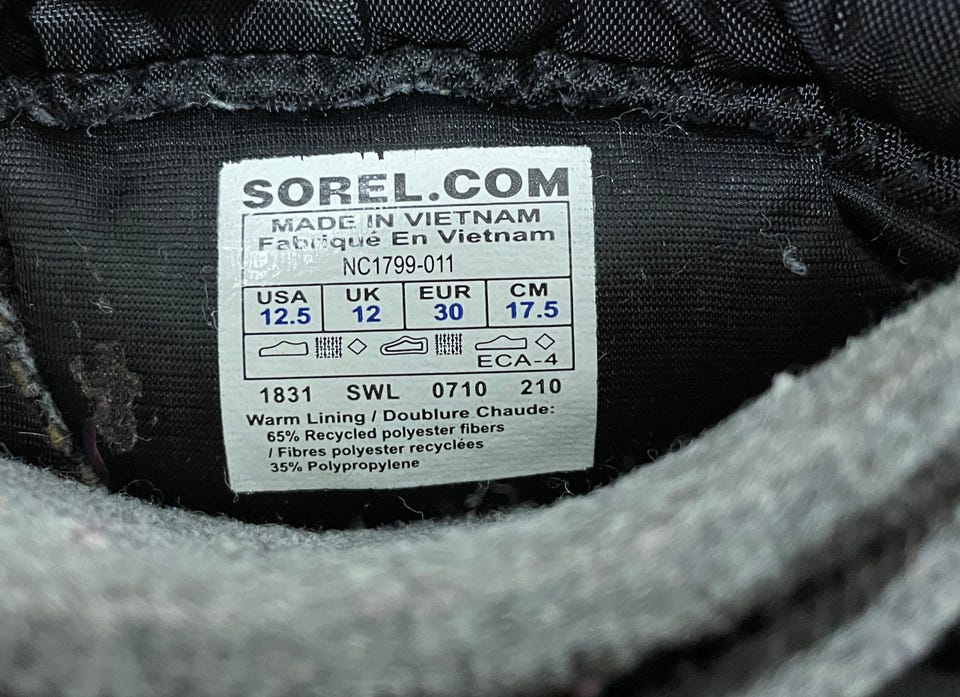 SOREL.COM
MADE IN VIETNAM
Fabriqué En Vietnam
NC1799-011
USA UK EUR CM
12.5 12 30 17.5
ECA-4
1831 SWL 0710 210
Warm Lining / Doublure Chaude:
65% Recycled polyester fibers
/ Fibres polyester recyclées
35% Polypropylene